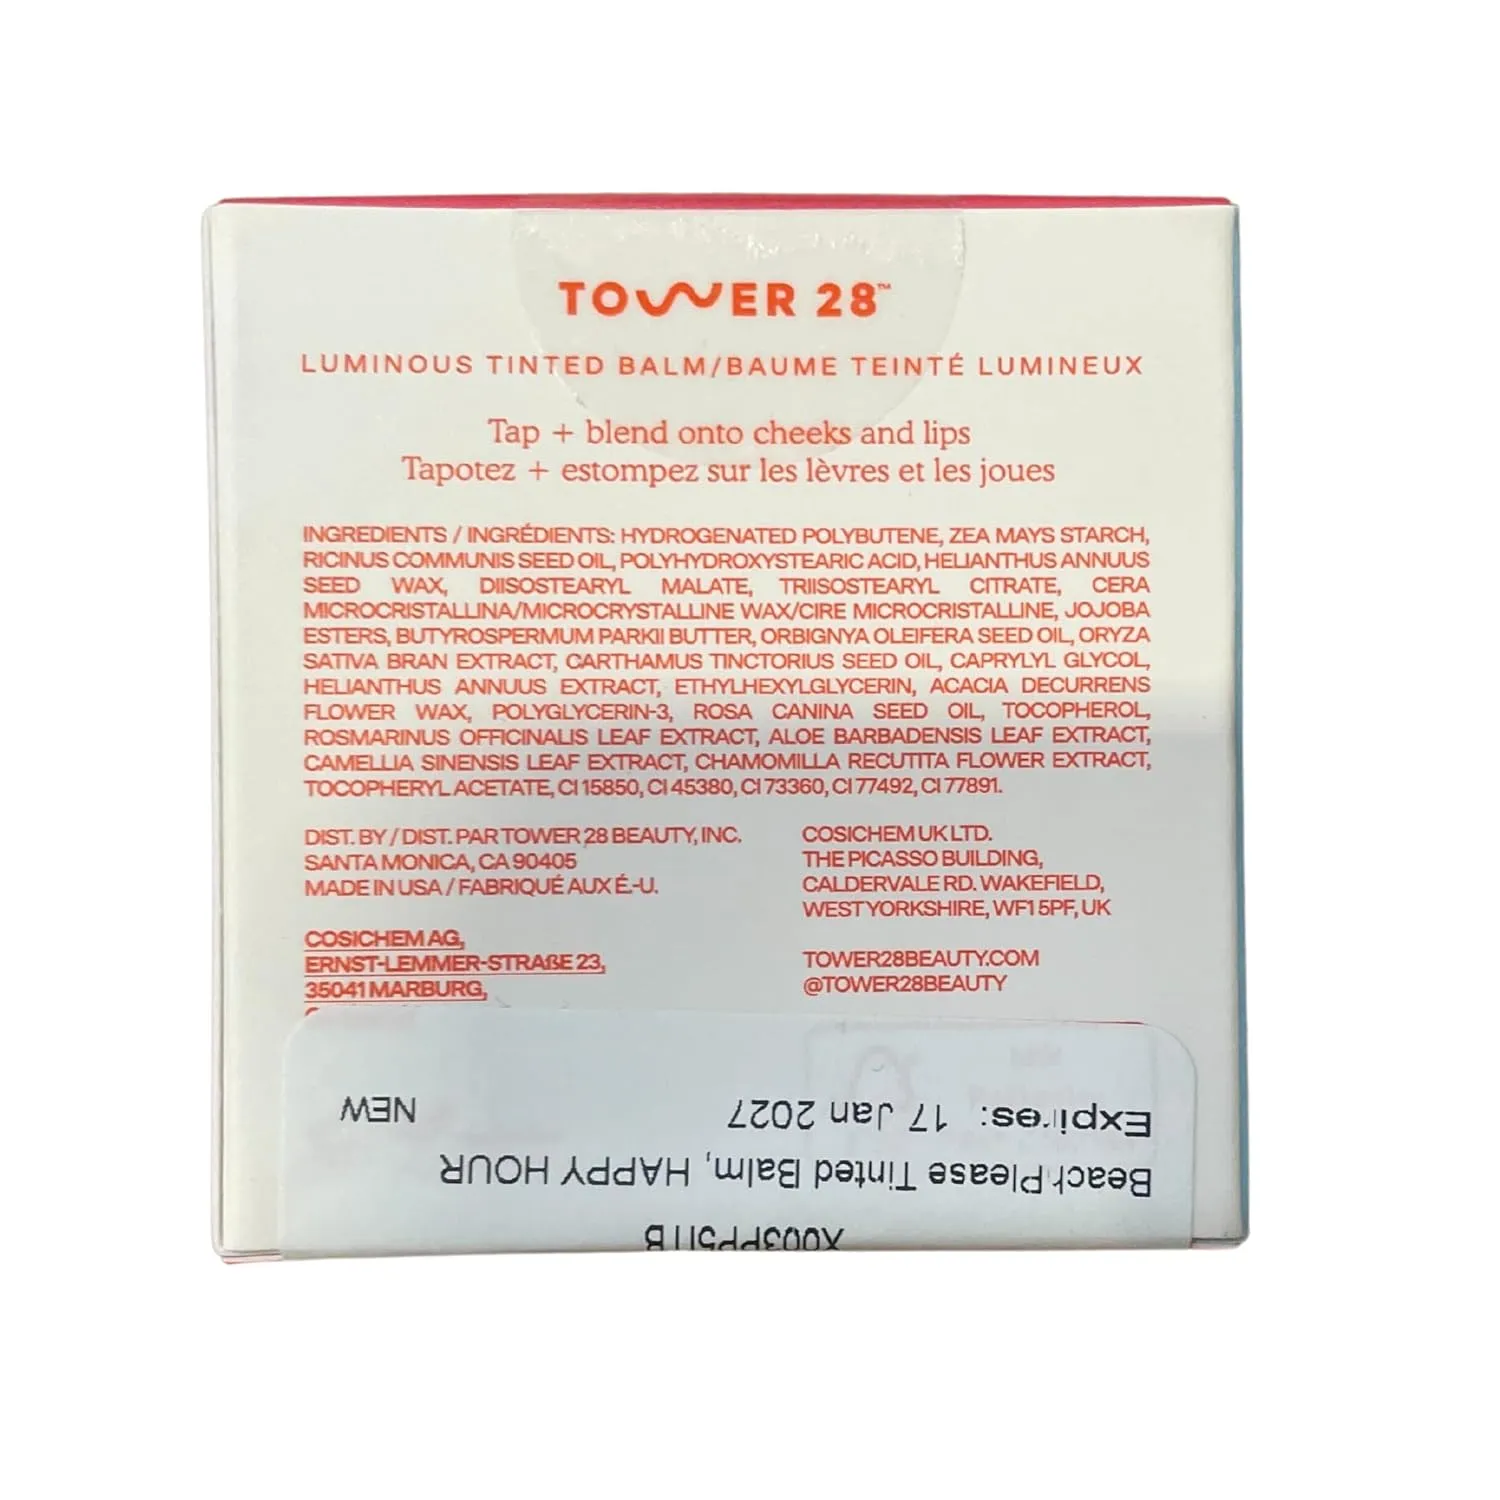 TOWER 28™
LUMINOUS TINTED BALM/BAUME TEINTÉ LUMINEUX
Tap + blend onto cheeks and lips
Tapotez + estompez sur les lèvres et les joues
INGREDIENTS / INGRÉDIENTS: HYDROGENATED POLYBUTENE, ZEA MAYS STARCH,
RICINUS COMMUNIS SEED OIL, POLYHYDROXYSTEARIC ACID, HELIANTHUS ANNUUS
SEED WAX, DIISOSTEARYL MALATE, TRIISOSTEARYL CITRATE, CERA
MICROCRISTALLINA/MICROCRYSTALLINE WAX/CIRE MICROCRISTALLINE, JOJOBA
ESTERS, BUTYROSPERMUM PARKII BUTTER, ORBIGNYA OLEIFERA SEED OIL, ORYZA
SATIVA BRAN EXTRACT, CARTHAMUS TINCTORIUS SEED OIL, CAPRYLYL GLYCOL,
HELIANTHUS ANNUUS EXTRACT, ETHYLHEXYLGLYCERIN, ACACIA DECURRENS
FLOWER WAX, POLYGLYCERIN-3, ROSA CANINA SEED OIL, TOCOPHEROL,
ROSMARINUS OFFICINALIS LEAF EXTRACT, ALOE BARBADENSIS LEAF EXTRACT,
CAMELLIA SINENSIS LEAF EXTRACT, CHAMOMILLA RECUTITA FLOWER EXTRACT,
TOCOPHERYL ACETATE, CI 15850, CI 45380, CI 73360, CI 77492, CI 77891.
DIST. BY / DIST. PAR TOWER 28 BEAUTY, INC.
SANTA MONICA, CA 90405
MADE IN USA / FABRIQUÉ AUX É.-U.
COSICHEM AG,
ERNST-LEMMER-STRAßE 23,
35041 MARBURG,
COSICHEM UK LTD.
THE PICASSO BUILDING,
CALDERVALE RD. WAKEFIELD,
WEST YORKSHIRE, WF1 5PF, UK
TOWER28BEAUTY.COM
@TOWER28BEAUTY
BeachPlease Tinted Balm, HAPPY HOUR
Expires: 17 Jan 2027
NEW